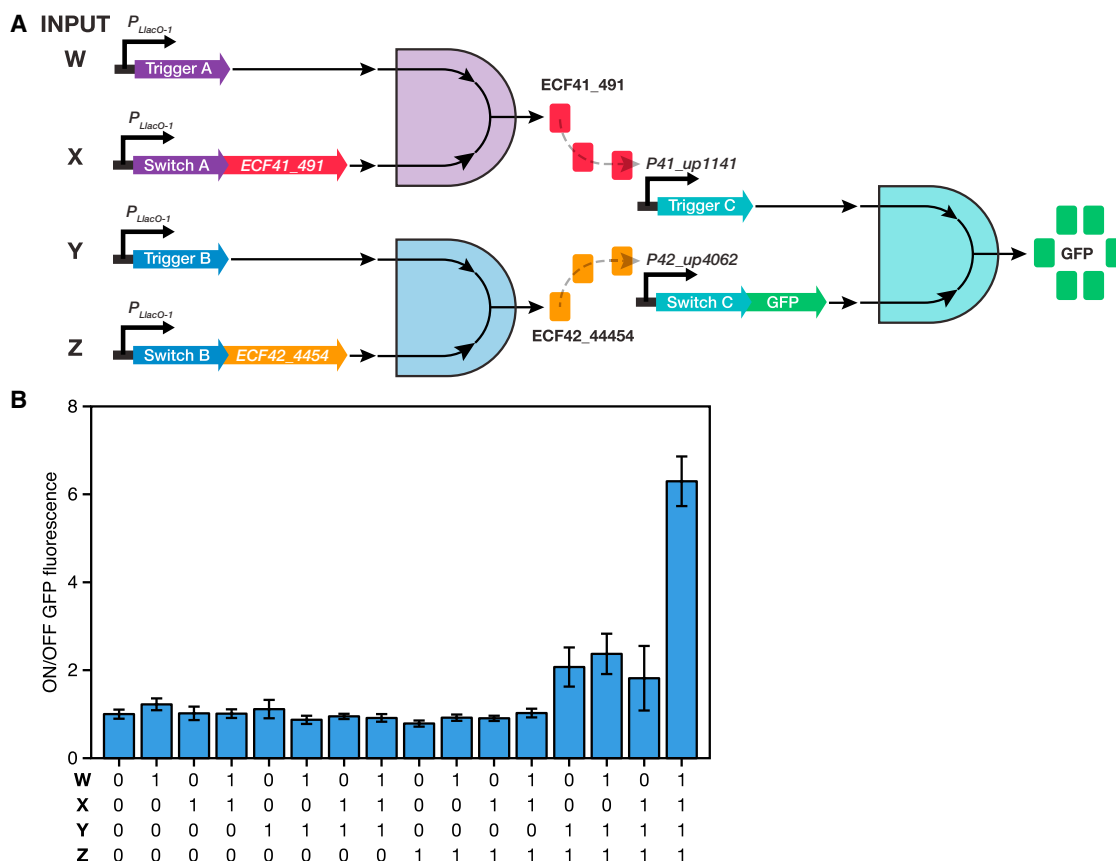 A INPUT
PLlacO-1
W
Trigger A
ECF41_491
PLlacO-1
X
Switch A ECF41_491
P41_up1141
Trigger C
PLlacO-1
Y
Trigger B
GFP
P42_up4062
Switch C GFP
PLlacO-1
ECF42_44454
Z
Switch B ECF42_4454
B
ON/OFF GFP fluorescence
8
6
4
2
0
W 0 1 0 1 0 1 0 1 0 1 0 1 0 1 0 1
X 0 0 1 1 0 0 1 1 0 0 1 1 0 0 1 1
Y 0 0 0 0 1 1 1 1 0 0 0 0 1 1 1 1
Z 0 0 0 0 0 0 0 0 1 1 1 1 1 1 1 1